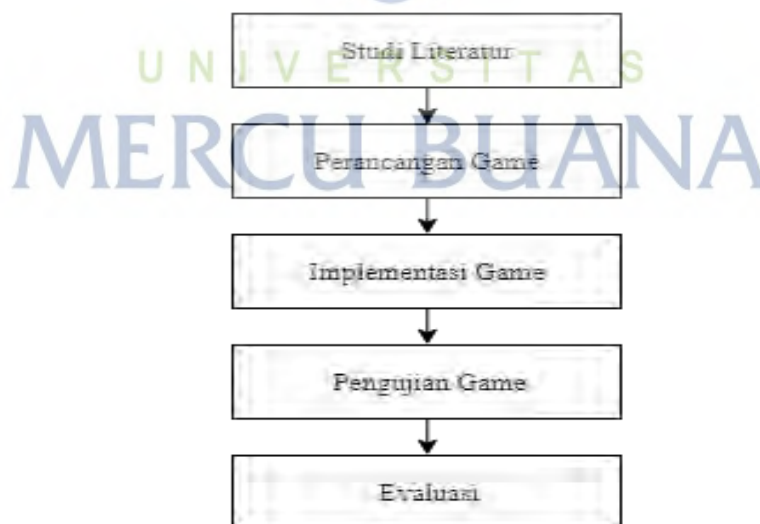 Studi Literatur
UNIVERSITAS
MERCU BUANA
Perancangan Game
Implementasi Game
Pengujian Game
Evaluasi